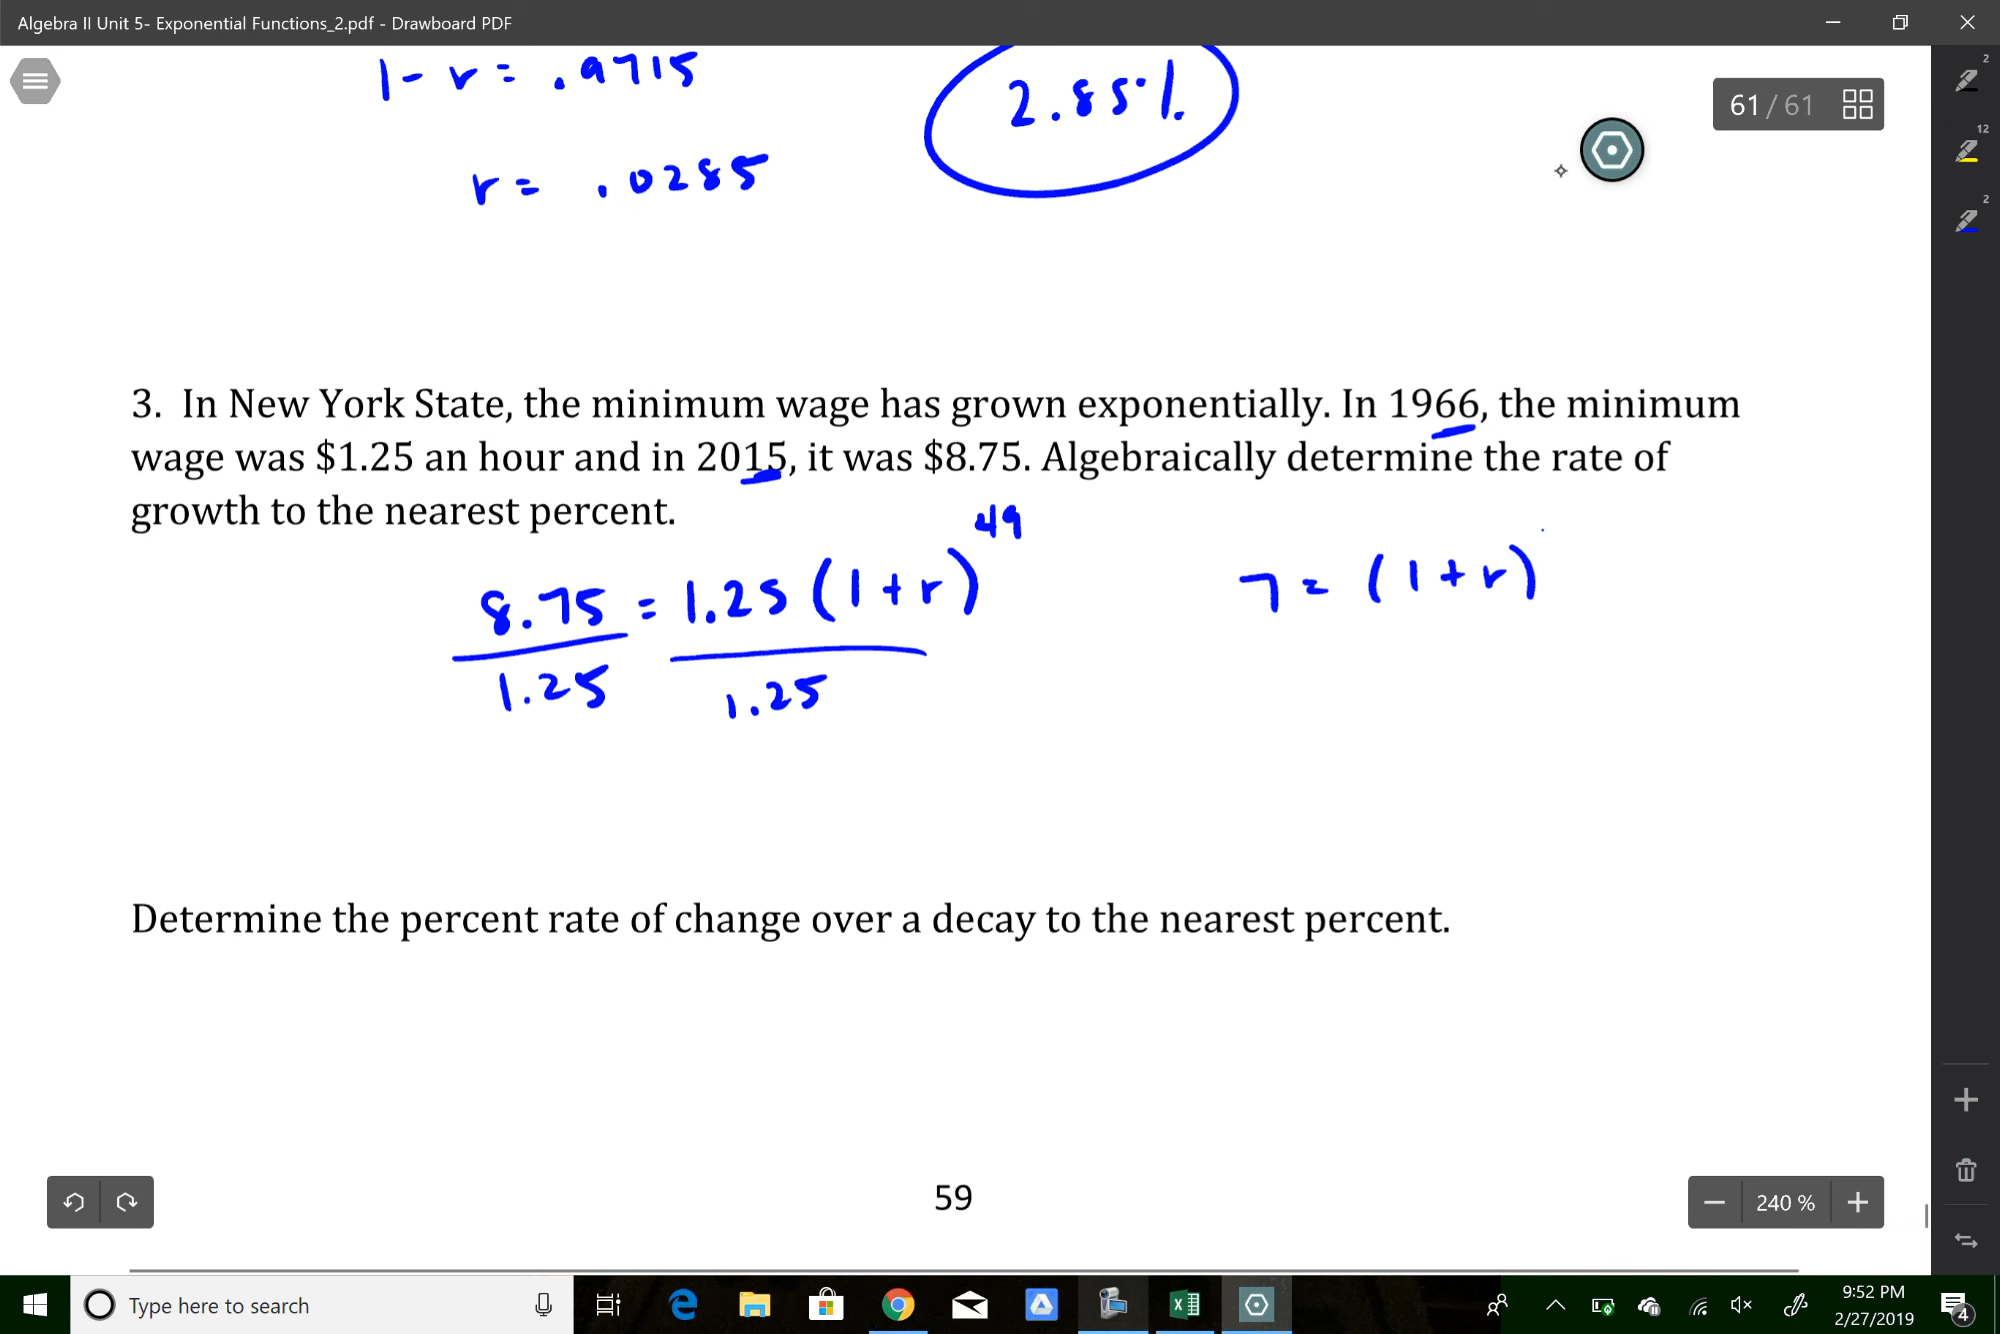 Algebra II Unit 5- Exponential Functions_2.pdf - Drawboard PDF
1 - r = .9715
2.85%
61 / 61
2
12
2
r = .0285
3. In New York State, the minimum wage has grown exponentially. In 1966, the minimum
wage was $1.25 an hour and in 2015, it was $8.75. Algebraically determine the rate of
growth to the nearest percent.
49
8.75 = 1.25 (1+r)
7 = (1+r)
1.25 1.25
Determine the percent rate of change over a decay to the nearest percent.
59
240 %
Type here to search
9:52 PM
2/27/2019
4